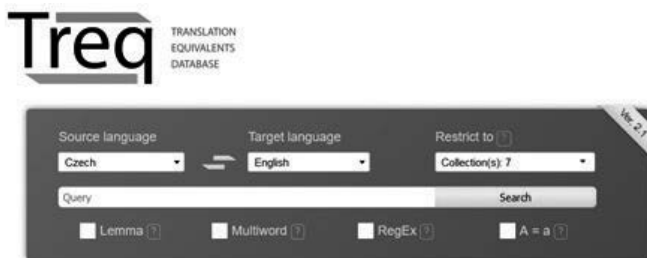 Treq
TRANSLATION
EQUIVALENTS
DATABASE
Ver. 2.1
Source language Target language Restrict to ?
Czech English Collection(s): 7
Query Search
Lemma ? Multiword ? RegEx ? A = a ?